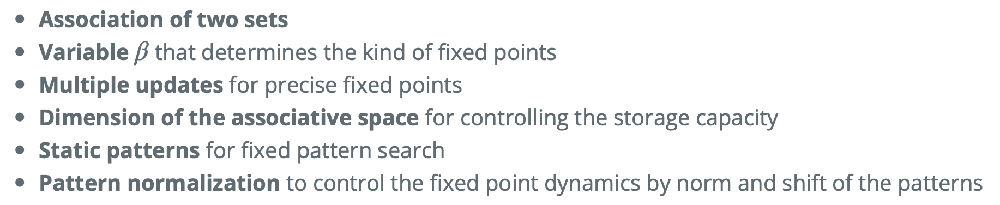 • Association of two sets
• Variable β that determines the kind of fixed points
• Multiple updates for precise fixed points
• Dimension of the associative space for controlling the storage capacity
• Static patterns for fixed pattern search
• Pattern normalization to control the fixed point dynamics by norm and shift of the patterns